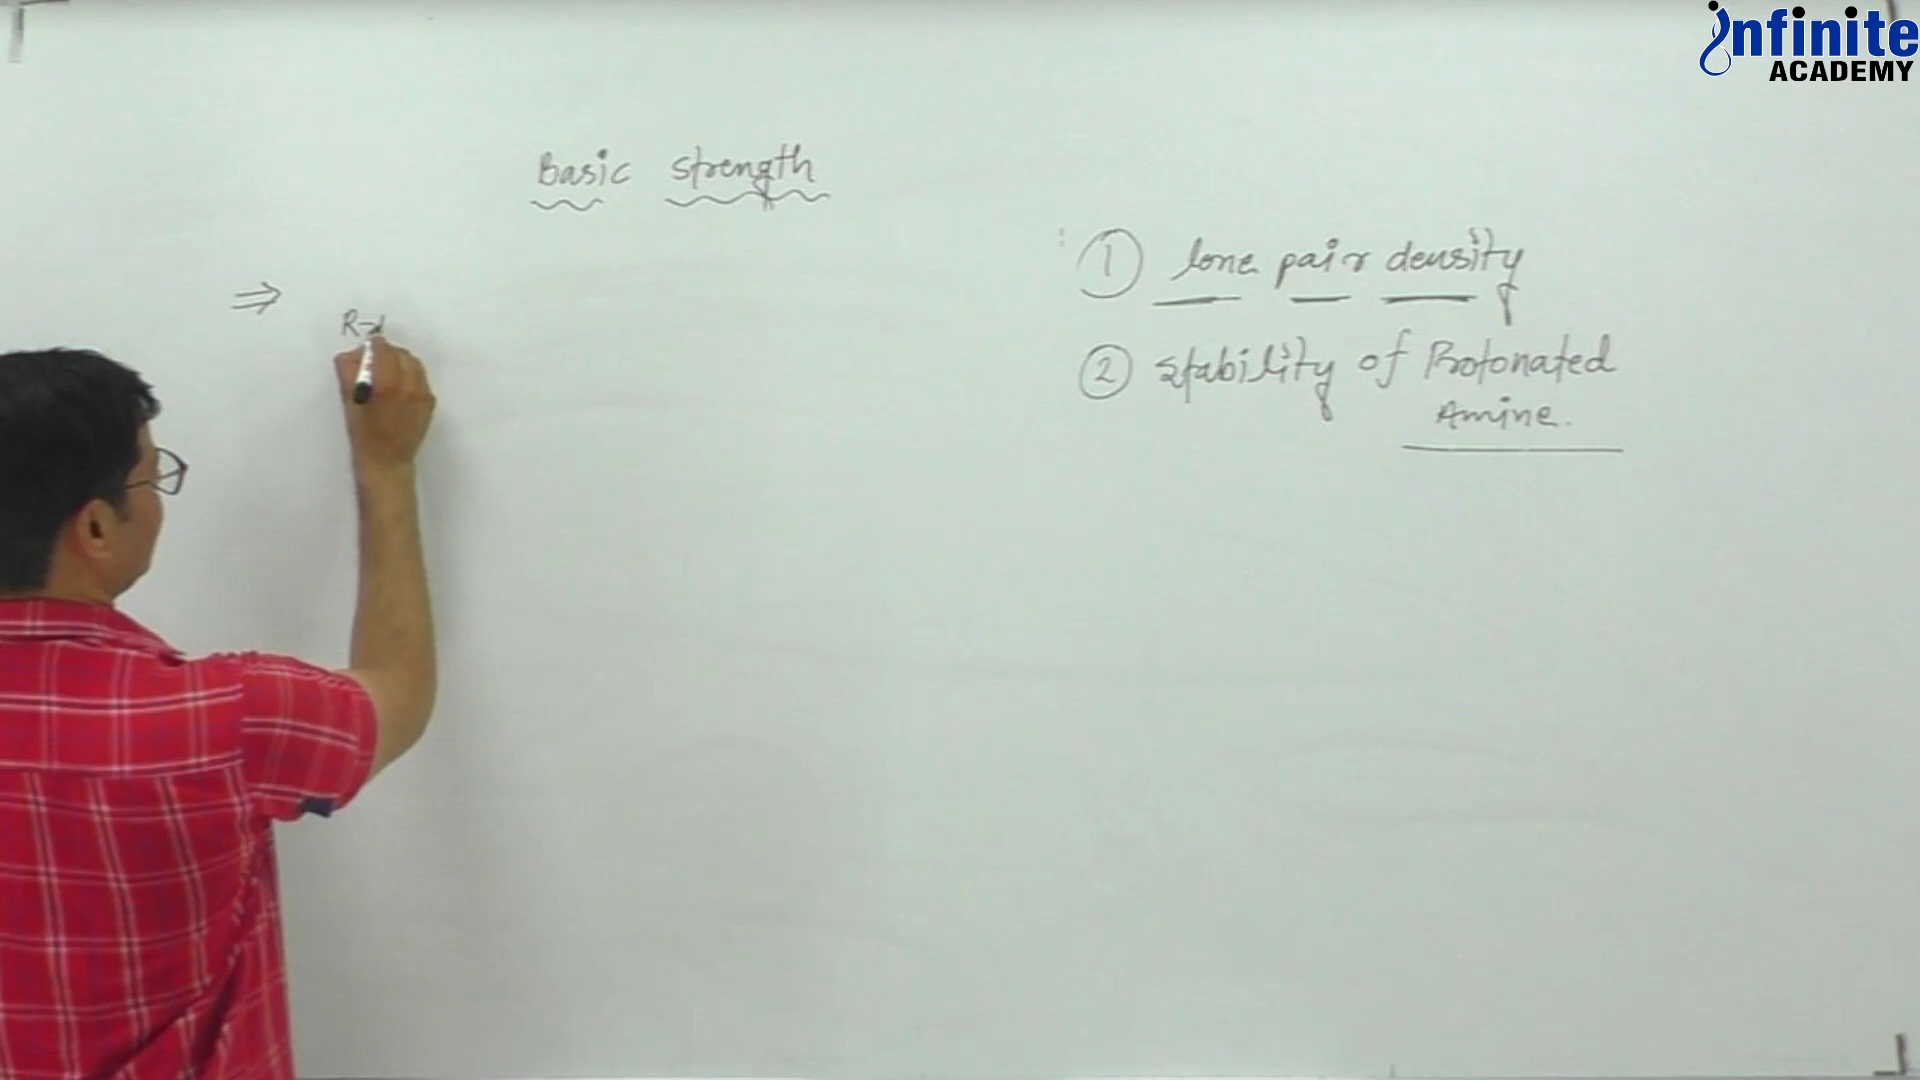 infinite
ACADEMY
Basic strength
① lone pair density
② stability of Protonated
Amine.
⇒ R-